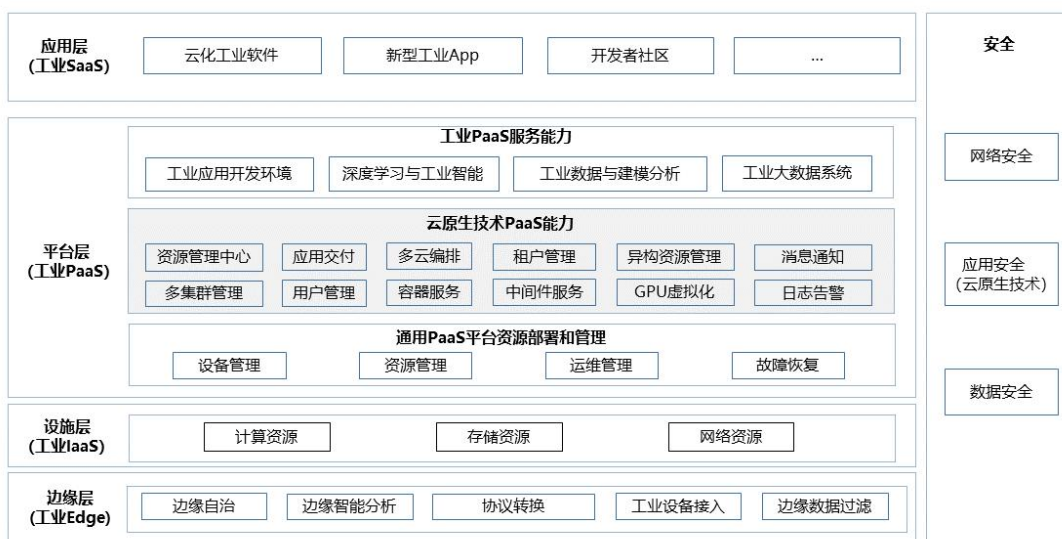 应用层
(工业SaaS)
云化工业软件
新型工业App
开发者社区
...
平台层
(工业PaaS)
工业PaaS服务能力
工业应用开发环境
深度学习与工业智能
工业数据与建模分析
工业大数据系统
云原生技术PaaS能力
资源管理中心
应用交付
多云编排
租户管理
异构资源管理
消息通知
多集群管理
用户管理
容器服务
中间件服务
GPU虚拟化
日志告警
通用PaaS平台资源部署和管理
设备管理
资源管理
运维管理
故障恢复
设施层
(工业IaaS)
计算资源
存储资源
网络资源
边缘层
(工业Edge)
边缘自治
边缘智能分析
协议转换
工业设备接入
边缘数据过滤
安全
网络安全
应用安全
(云原生技术)
数据安全